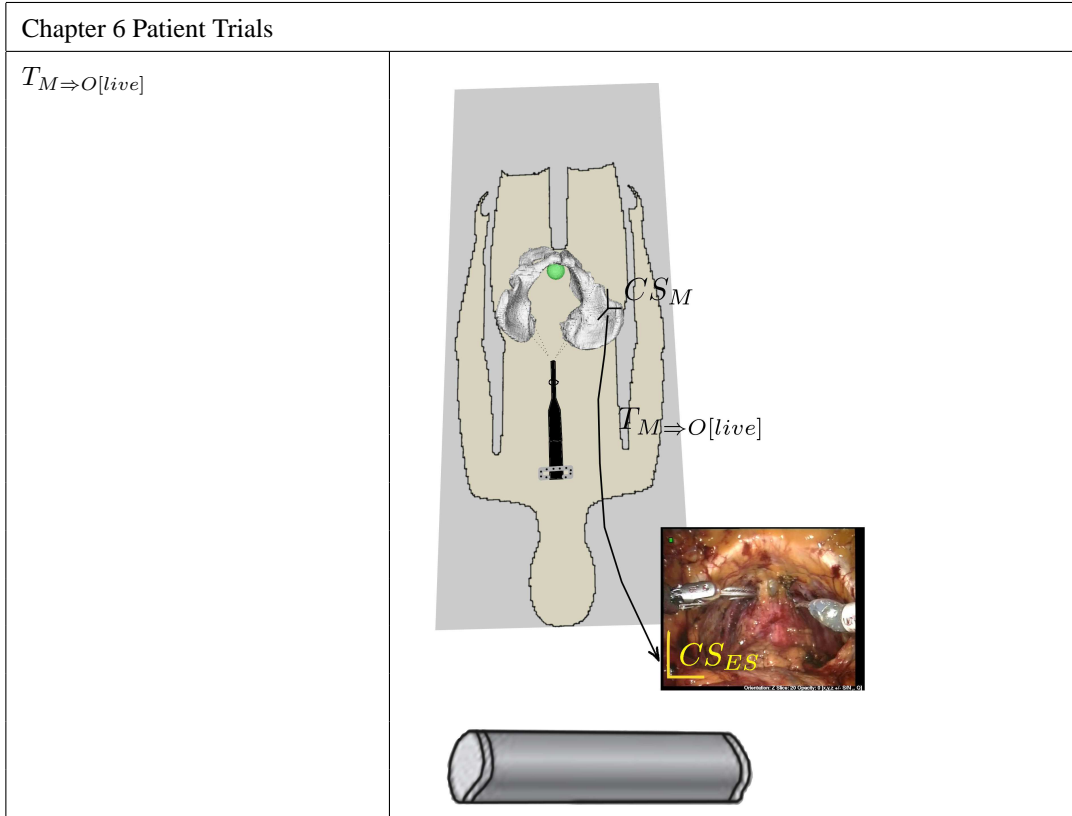 Chapter 6 Patient Trials
T_{M⇒O[live]}
CS_M
T_{M⇒O[live]}
CS_{ES}